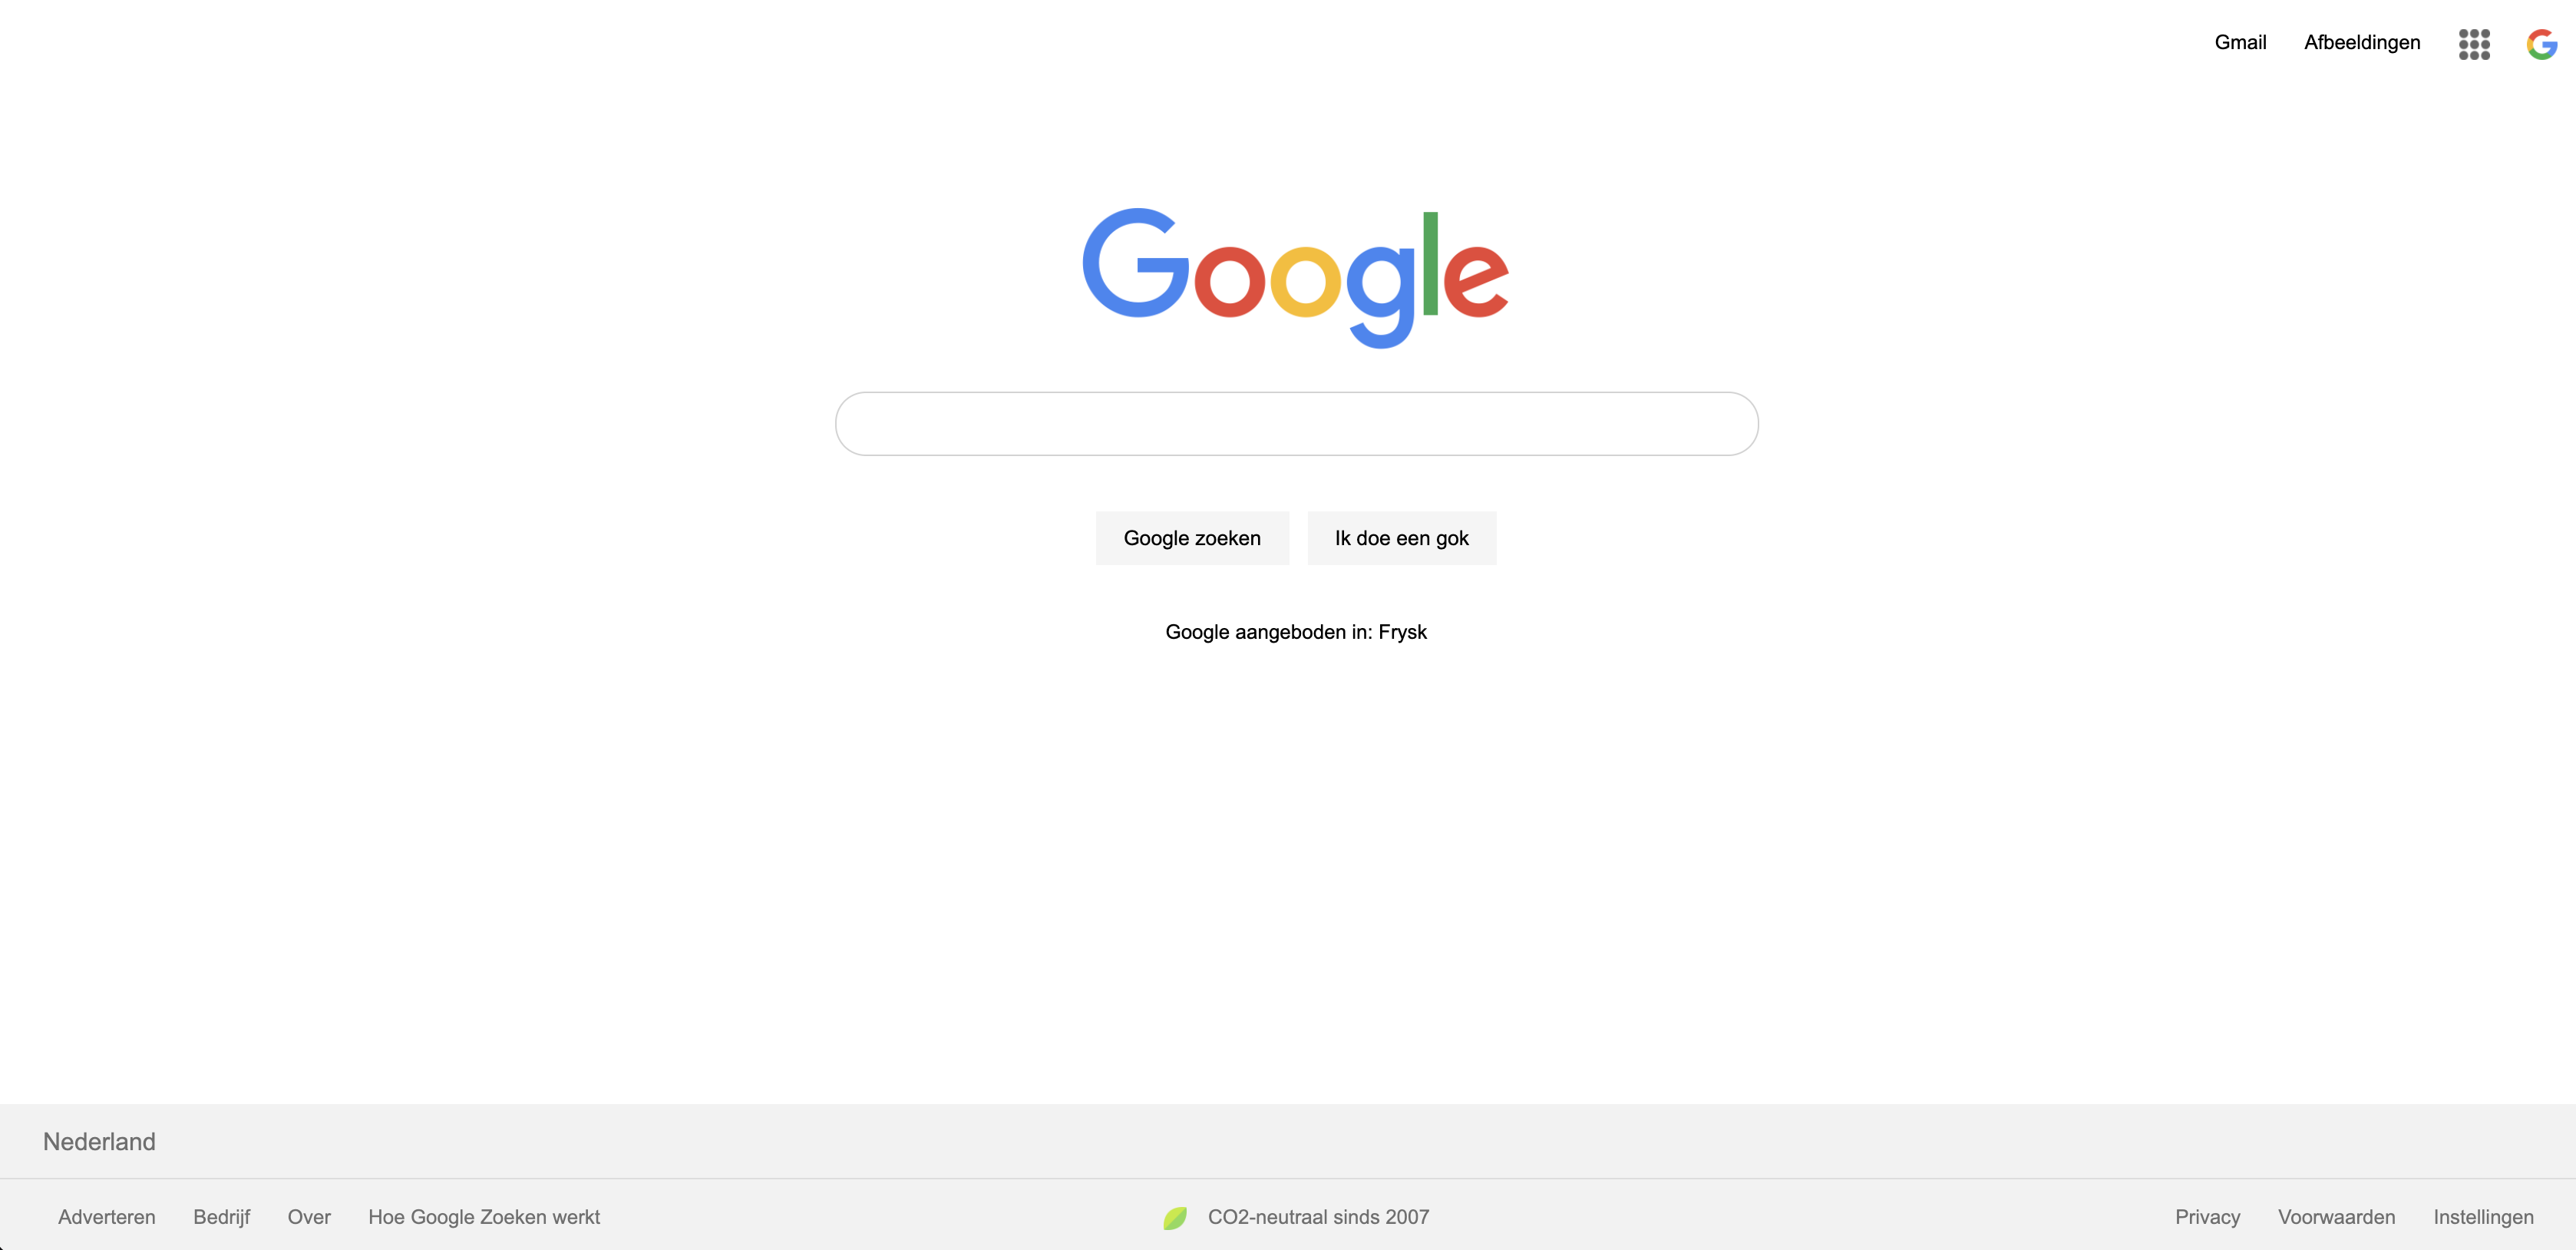 Gmail Afbeeldingen
Google
Google zoeken Ik doe een gok
Google aangeboden in: Frysk
Nederland
Adverteren Bedrijf Over Hoe Google Zoeken werkt CO2-neutraal sinds 2007 Privacy Voorwaarden Instellingen